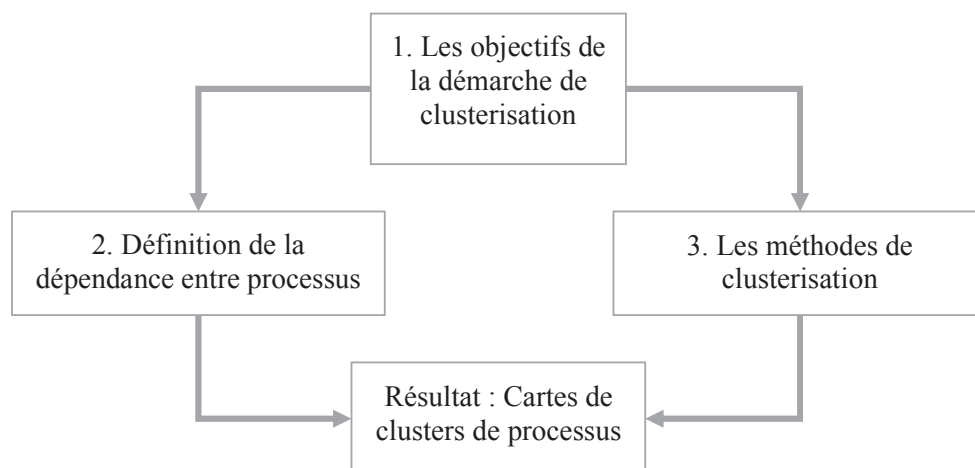 1. Les objectifs de
la démarche de
clusterisation
2. Définition de la
dépendance entre processus
3. Les méthodes de
clusterisation
Résultat : Cartes de
clusters de processus